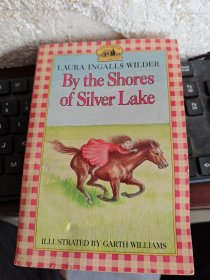 LAURA INGALLS WILDER
By the Shores
of Silver Lake
ILLUSTRATED BY GARTH WILLIAMS